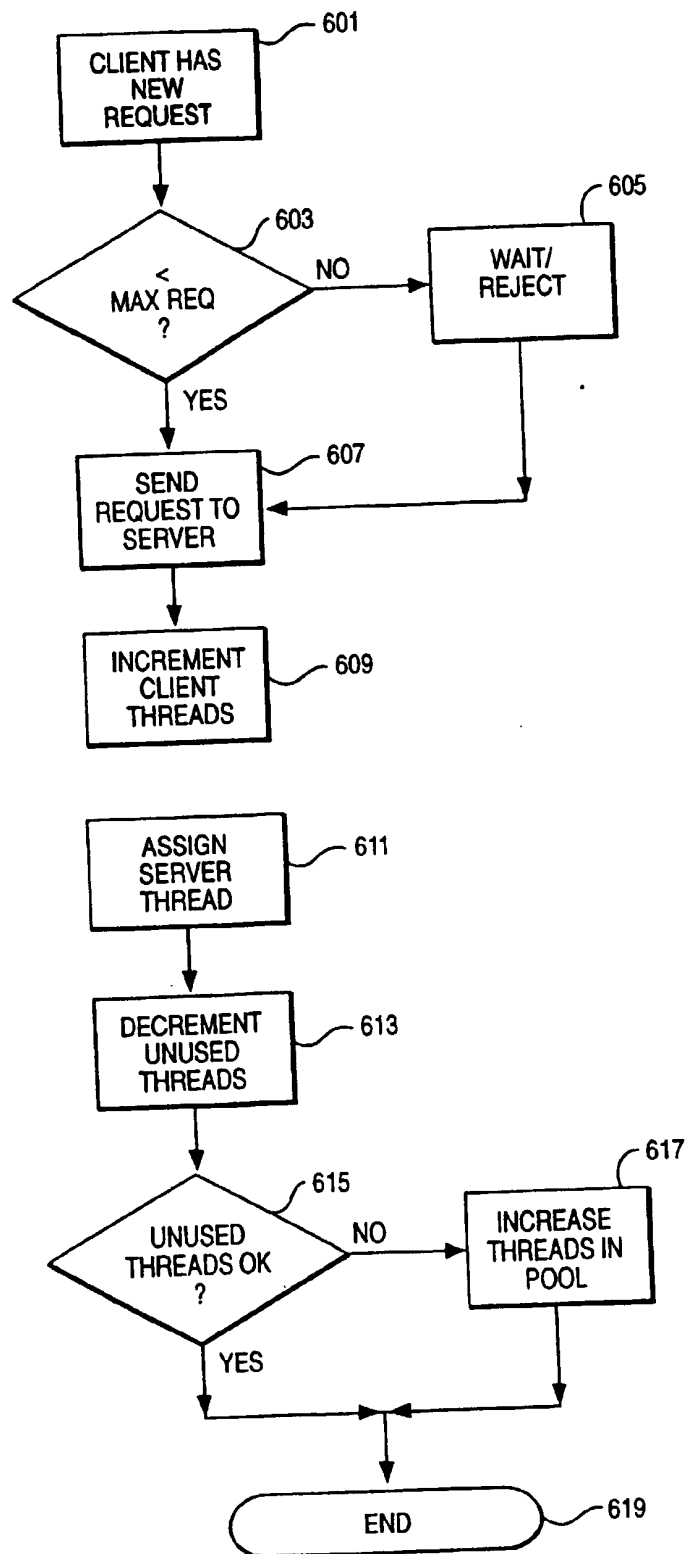 601
CLIENT HAS
NEW
REQUEST
603
<
MAX REQ
?
NO
605
WAIT/
REJECT
YES
607
SEND
REQUEST TO
SERVER
609
INCREMENT
CLIENT
THREADS
611
ASSIGN
SERVER
THREAD
613
DECREMENT
UNUSED
THREADS
615
UNUSED
THREADS OK
?
NO
617
INCREASE
THREADS IN
POOL
YES
END
619